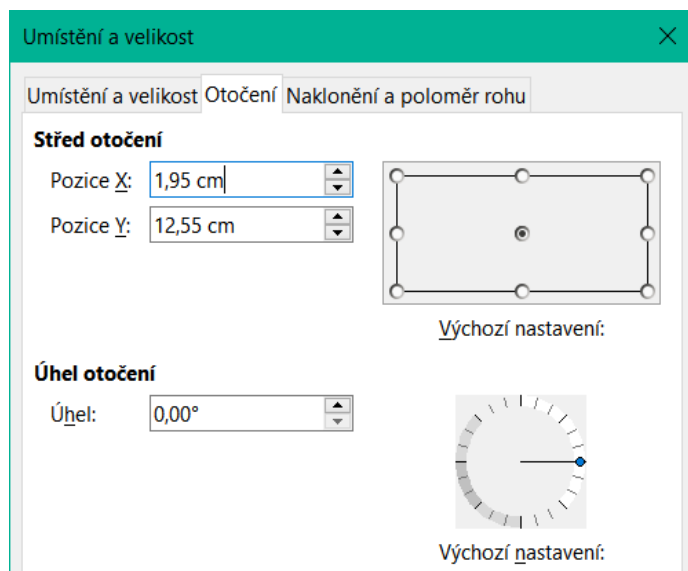 Umístění a velikost
Umístění a velikost Otočení Naklonění a poloměr rohu
Střed otočení
Pozice X: 1,95 cm
Pozice Y: 12,55 cm
Výchozí nastavení:
Úhel otočení
Úhel: 0,00°
Výchozí nastavení: